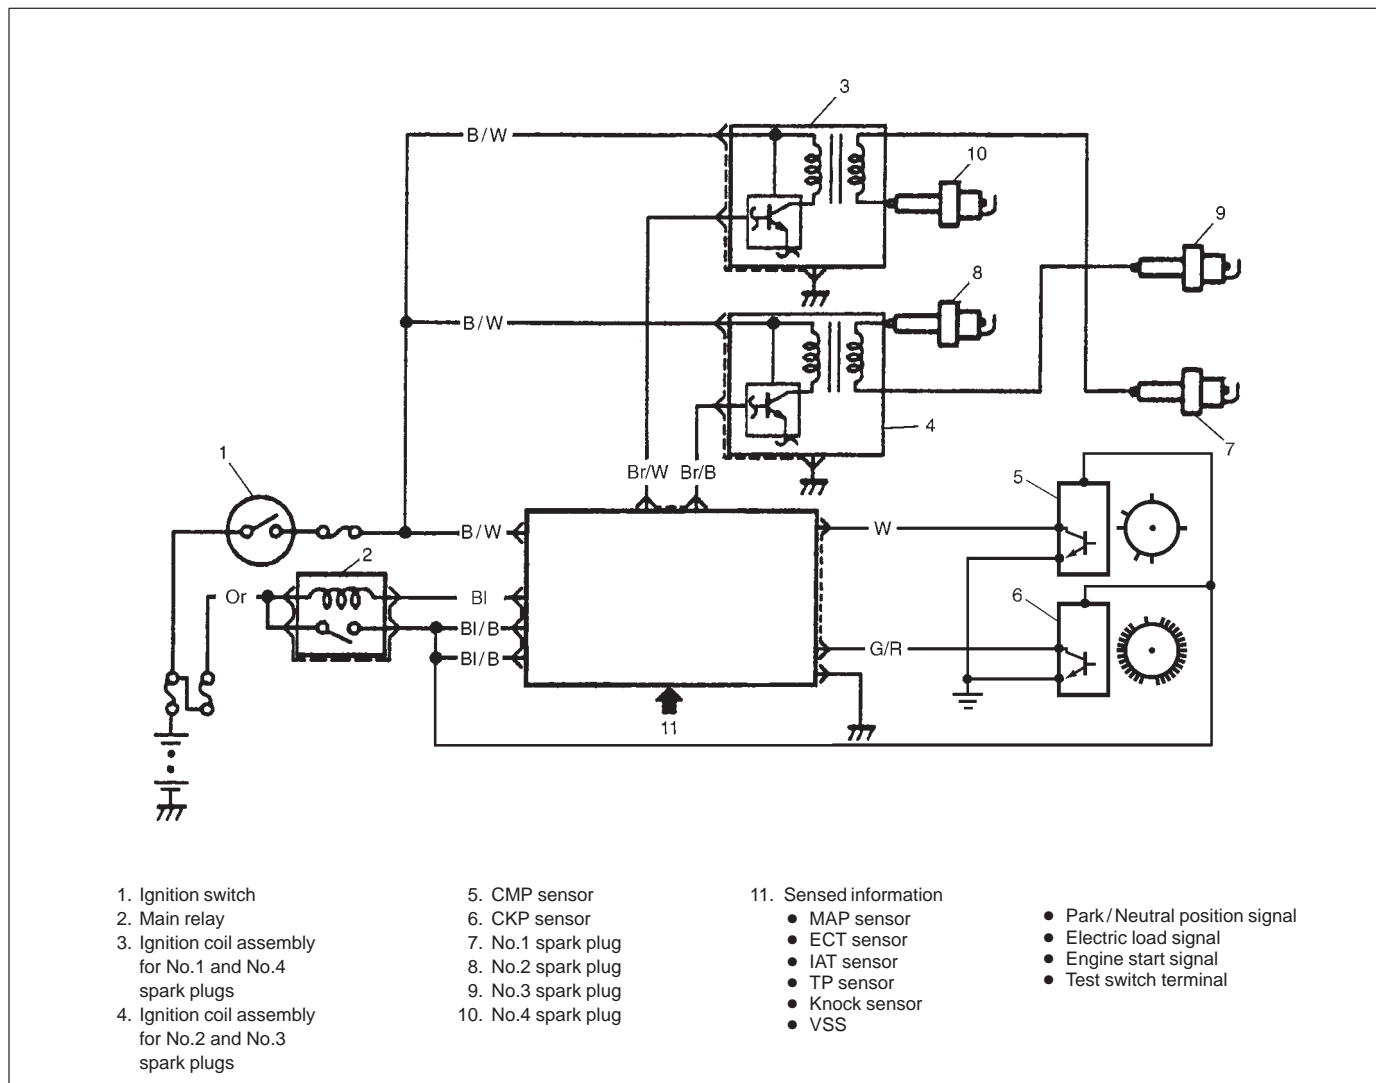 3
B/W
10
9
8
B/W
4
7
Br/W Br/B
1
5
B/W
W
2
Or
Bl
6
Bl/B
G/R
Bl/B
11
1. Ignition switch
2. Main relay
3. Ignition coil assembly
for No.1 and No.4
spark plugs
4. Ignition coil assembly
for No.2 and No.3
spark plugs
5. CMP sensor
6. CKP sensor
7. No.1 spark plug
8. No.2 spark plug
9. No.3 spark plug
10. No.4 spark plug
11. Sensed information
● MAP sensor
● ECT sensor
● IAT sensor
● TP sensor
● Knock sensor
● VSS
● Park/Neutral position signal
● Electric load signal
● Engine start signal
● Test switch terminal